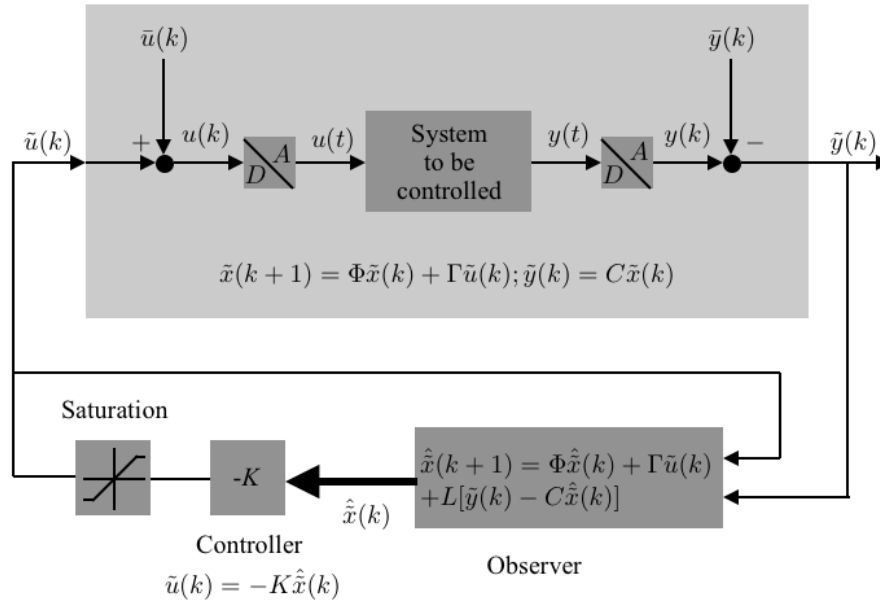 ū(k)
ȳ(k)
ũ(k)
+
u(k)
D A
u(t)
System
to be
controlled
y(t)
D A
y(k)
−
ỹ(k)
x̃(k + 1) = Φx̃(k) + Γũ(k); ỹ(k) = Cx̃(k)
Saturation
-K
x̃̂(k)
x̃̂(k + 1) = Φx̃̂(k) + Γũ(k)
+L[ỹ(k) − Cx̃̂(k)]
Controller
ũ(k) = −Kx̃̂(k)
Observer